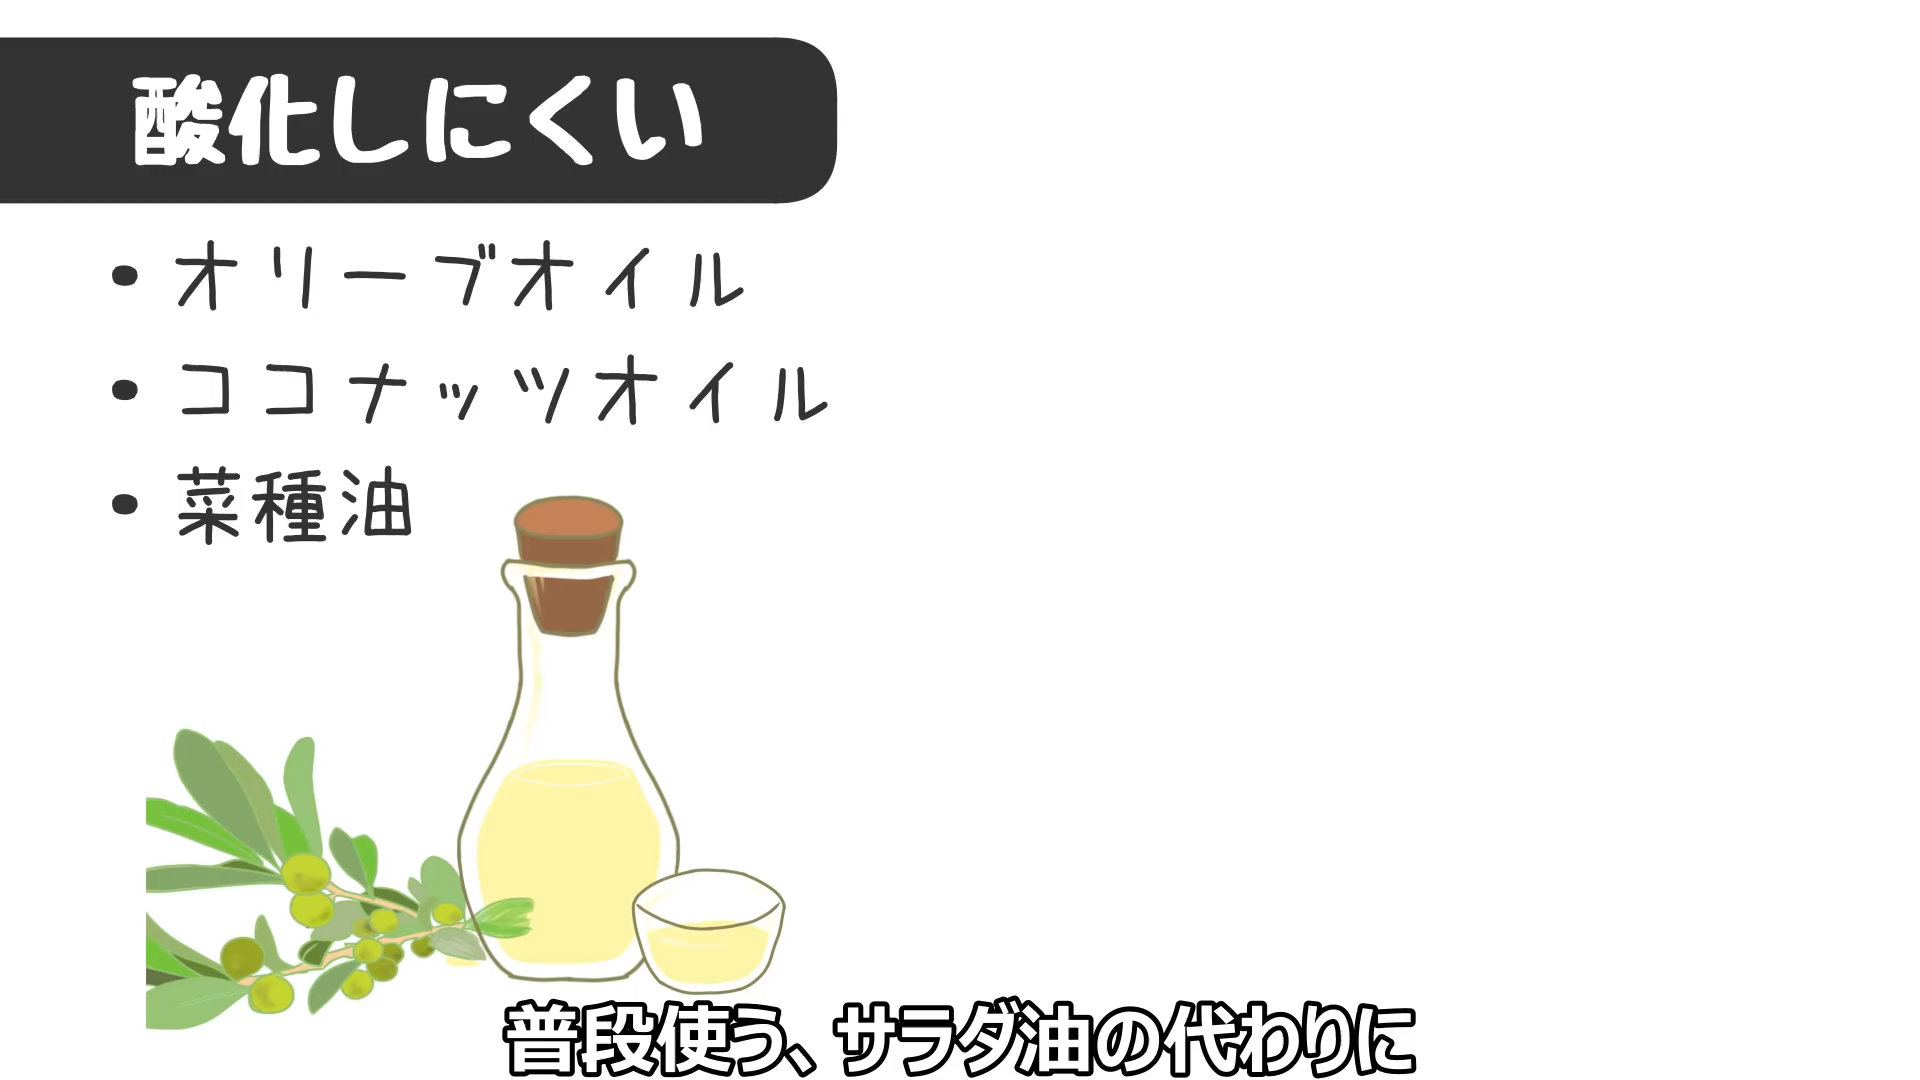 酸化しにくい
・オリーブオイル
・ココナッツオイル
・菜種油
普段使う、サラダ油の代わりに